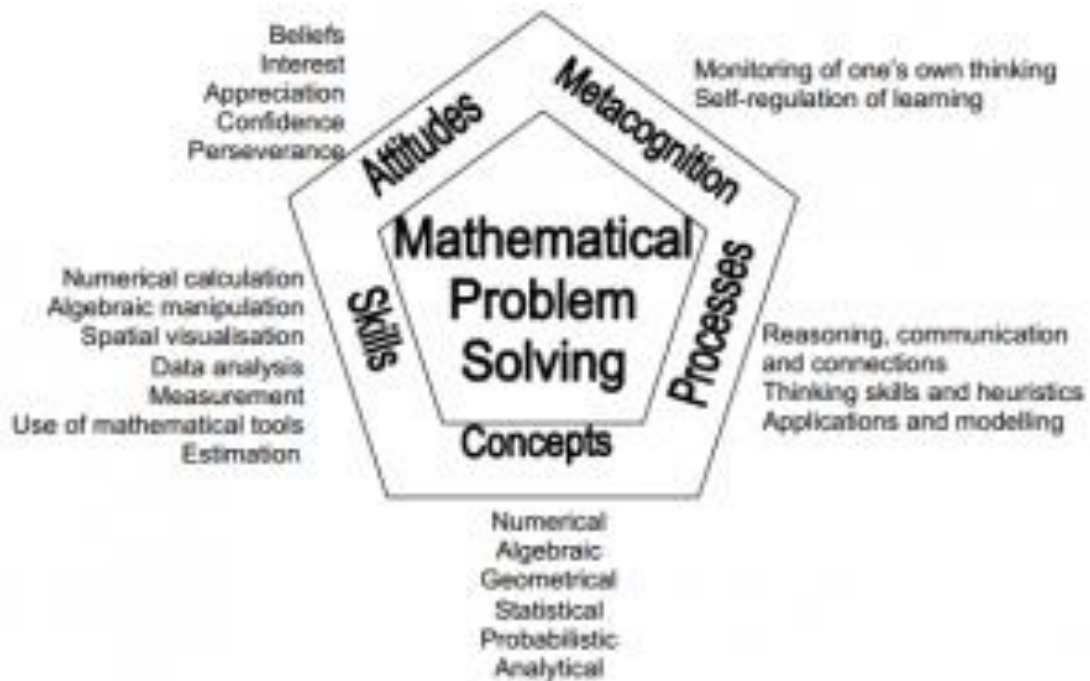 Beliefs
Interest
Appreciation
Confidence
Perseverance
Attitudes
Metacognition
Monitoring of one's own thinking
Self-regulation of learning
Mathematical
Problem
Solving
Numerical calculation
Algebraic manipulation
Spatial visualisation
Data analysis
Measurement
Use of mathematical tools
Estimation
Skills
Processes
Reasoning, communication
and connections
Thinking skills and heuristics
Applications and modelling
Concepts
Numerical
Algebraic
Geometrical
Statistical
Probabilistic
Analytical